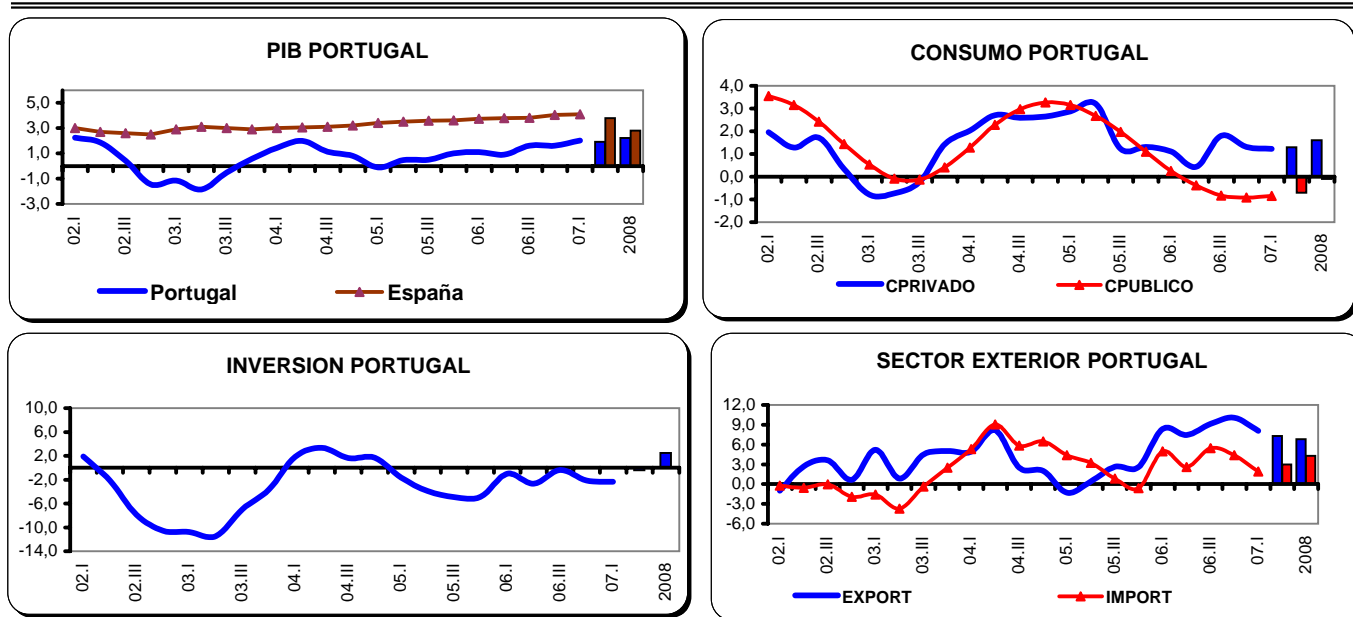 PIB PORTUGAL
5,0
3,0
1,0
-1,0
-3,0
02.I
02.III
03.I
03.III
04.I
04.III
05.I
05.III
06.I
06.III
07.I
2008
Portugal
España
CONSUMO PORTUGAL
4,0
3,0
2,0
1,0
0,0
-1,0
-2,0
02.I
02.III
03.I
03.III
04.I
04.III
05.I
05.III
06.I
06.III
07.I
2008
CPRIVADO
CPUBLICO
INVERSION PORTUGAL
10,0
6,0
2,0
-2,0
-6,0
-10,0
-14,0
02.I
02.III
03.I
03.III
04.I
04.III
05.I
05.III
06.I
06.III
07.I
2008
SECTOR EXTERIOR PORTUGAL
12,0
9,0
6,0
3,0
0,0
-3,0
-6,0
02.I
02.III
03.I
03.III
04.I
04.III
05.I
05.III
06.I
06.III
07.I
2008
EXPORT
IMPORT